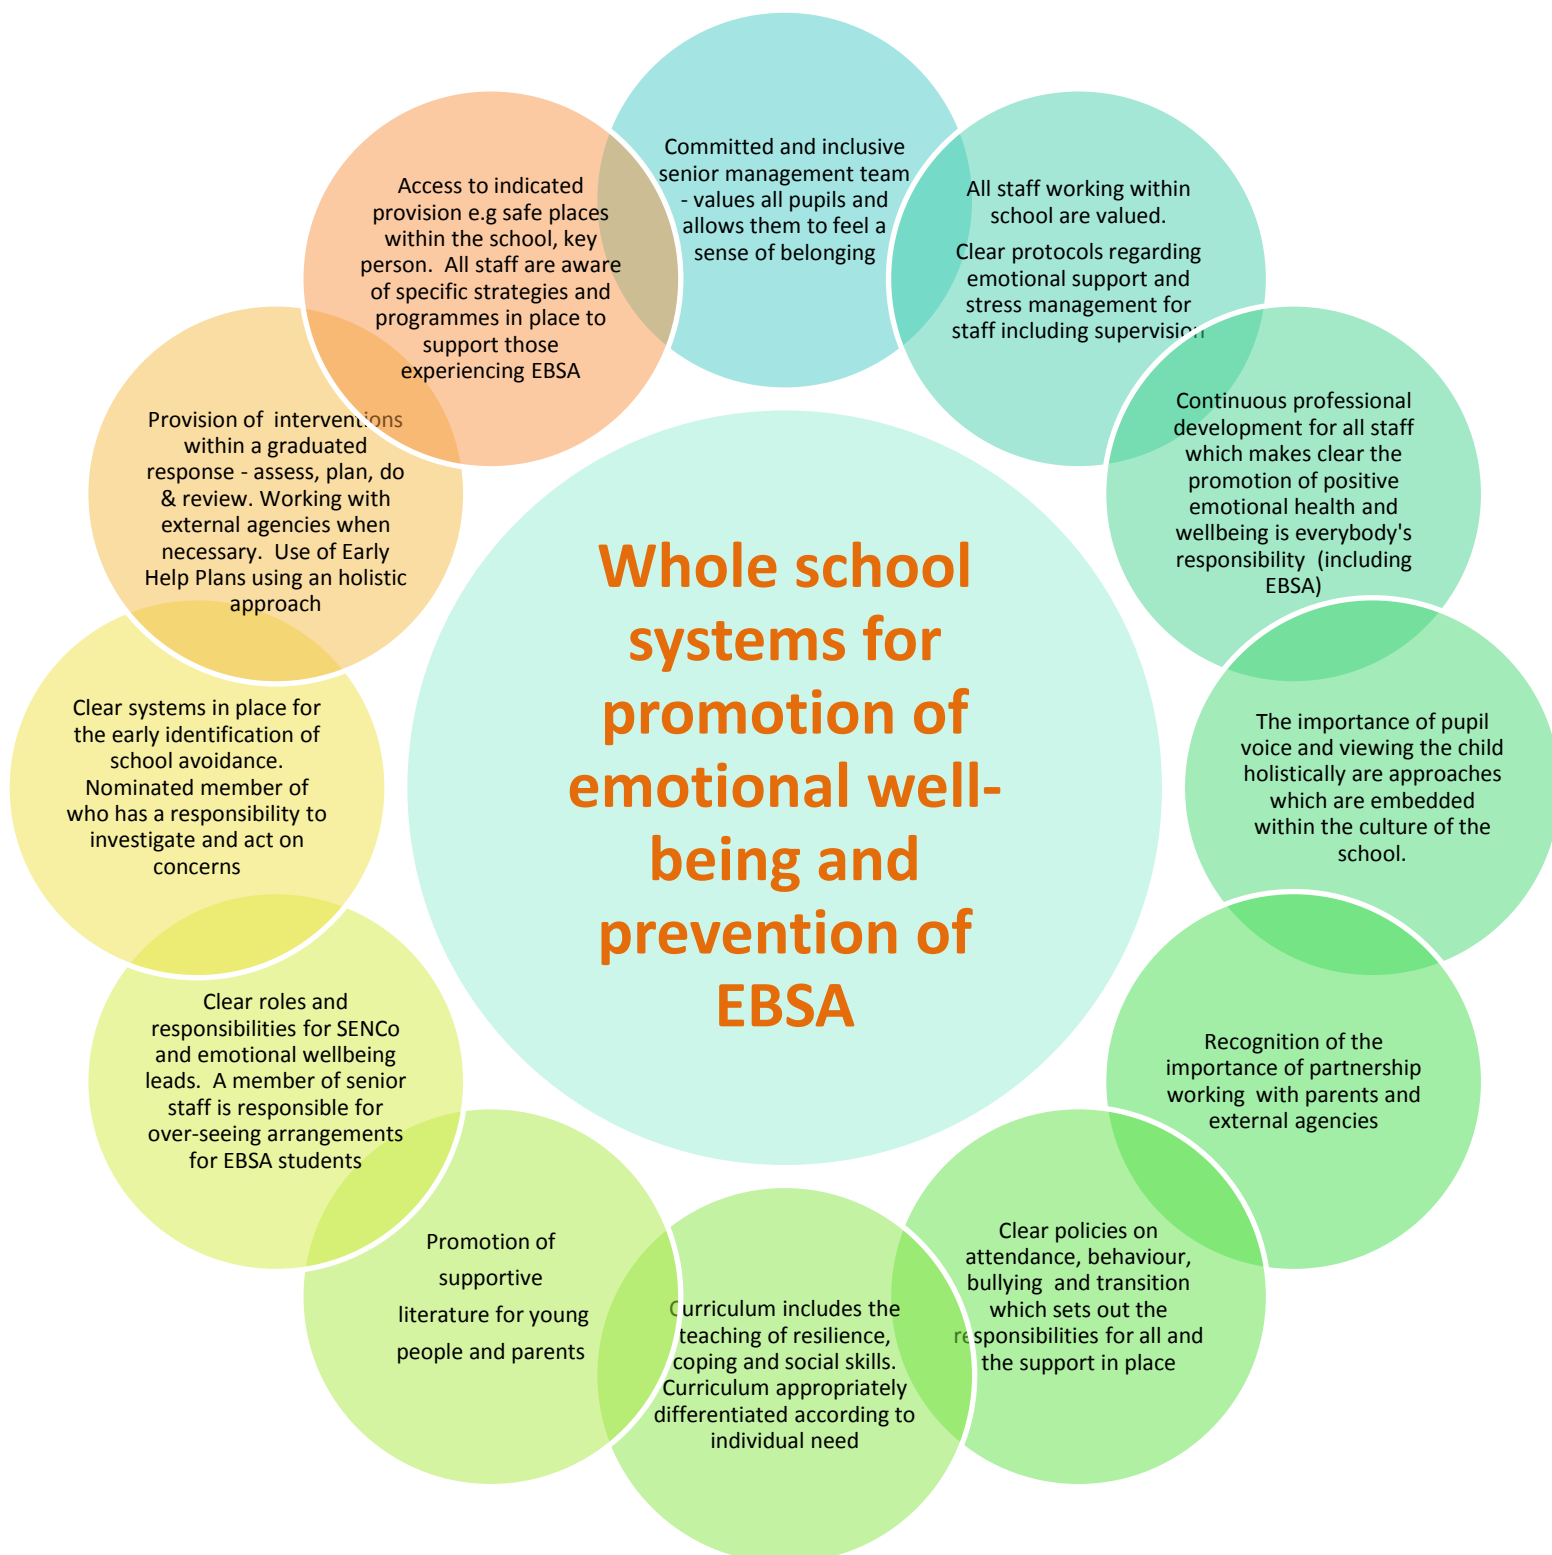 Committed and inclusive
senior management team
- values all pupils and
allows them to feel a
sense of belonging
All staff working within
school are valued.
Clear protocols regarding
emotional support and
stress management for
staff including supervision
Continuous professional
development for all staff
which makes clear the
promotion of positive
emotional health and
wellbeing is everybody's
responsibility (including
EBSA)
The importance of pupil
voice and viewing the child
holistically are approaches
which are embedded
within the culture of the
school.
Recognition of the
importance of partnership
working with parents and
external agencies
Clear policies on
attendance, behaviour,
bullying and transition
which sets out the
responsibilities for all and
the support in place
Curriculum includes the
teaching of resilience,
coping and social skills.
Curriculum appropriately
differentiated according to
individual need
Promotion of
supportive
literature for young
people and parents
Clear roles and
responsibilities for SENCo
and emotional wellbeing
leads. A member of senior
staff is responsible for
over-seeing arrangements
for EBSA students
Clear systems in place for
the early identification of
school avoidance.
Nominated member of
who has a responsibility to
investigate and act on
concerns
Provision of interventions
within a graduated
response - assess, plan, do
& review. Working with
external agencies when
necessary. Use of Early
Help Plans using an holistic
approach
Access to indicated
provision e.g safe places
within the school, key
person. All staff are aware
of specific strategies and
programmes in place to
support those
experiencing EBSA
Whole school
systems for
promotion of
emotional well-
being and
prevention of
EBSA